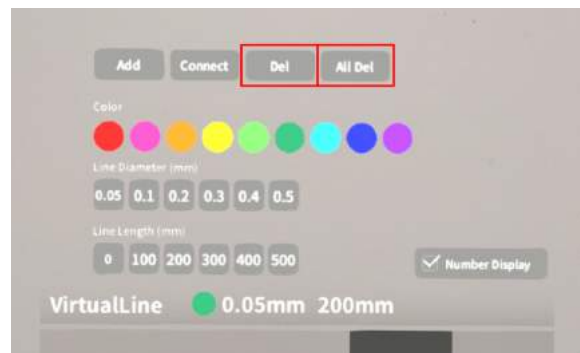 Add Connect Del All Del
Color
Line Diameter (mm)
0.05 0.1 0.2 0.3 0.4 0.5
Line Length (mm)
0 100 200 300 400 500
Number Display
VirtualLine 0.05mm 200mm